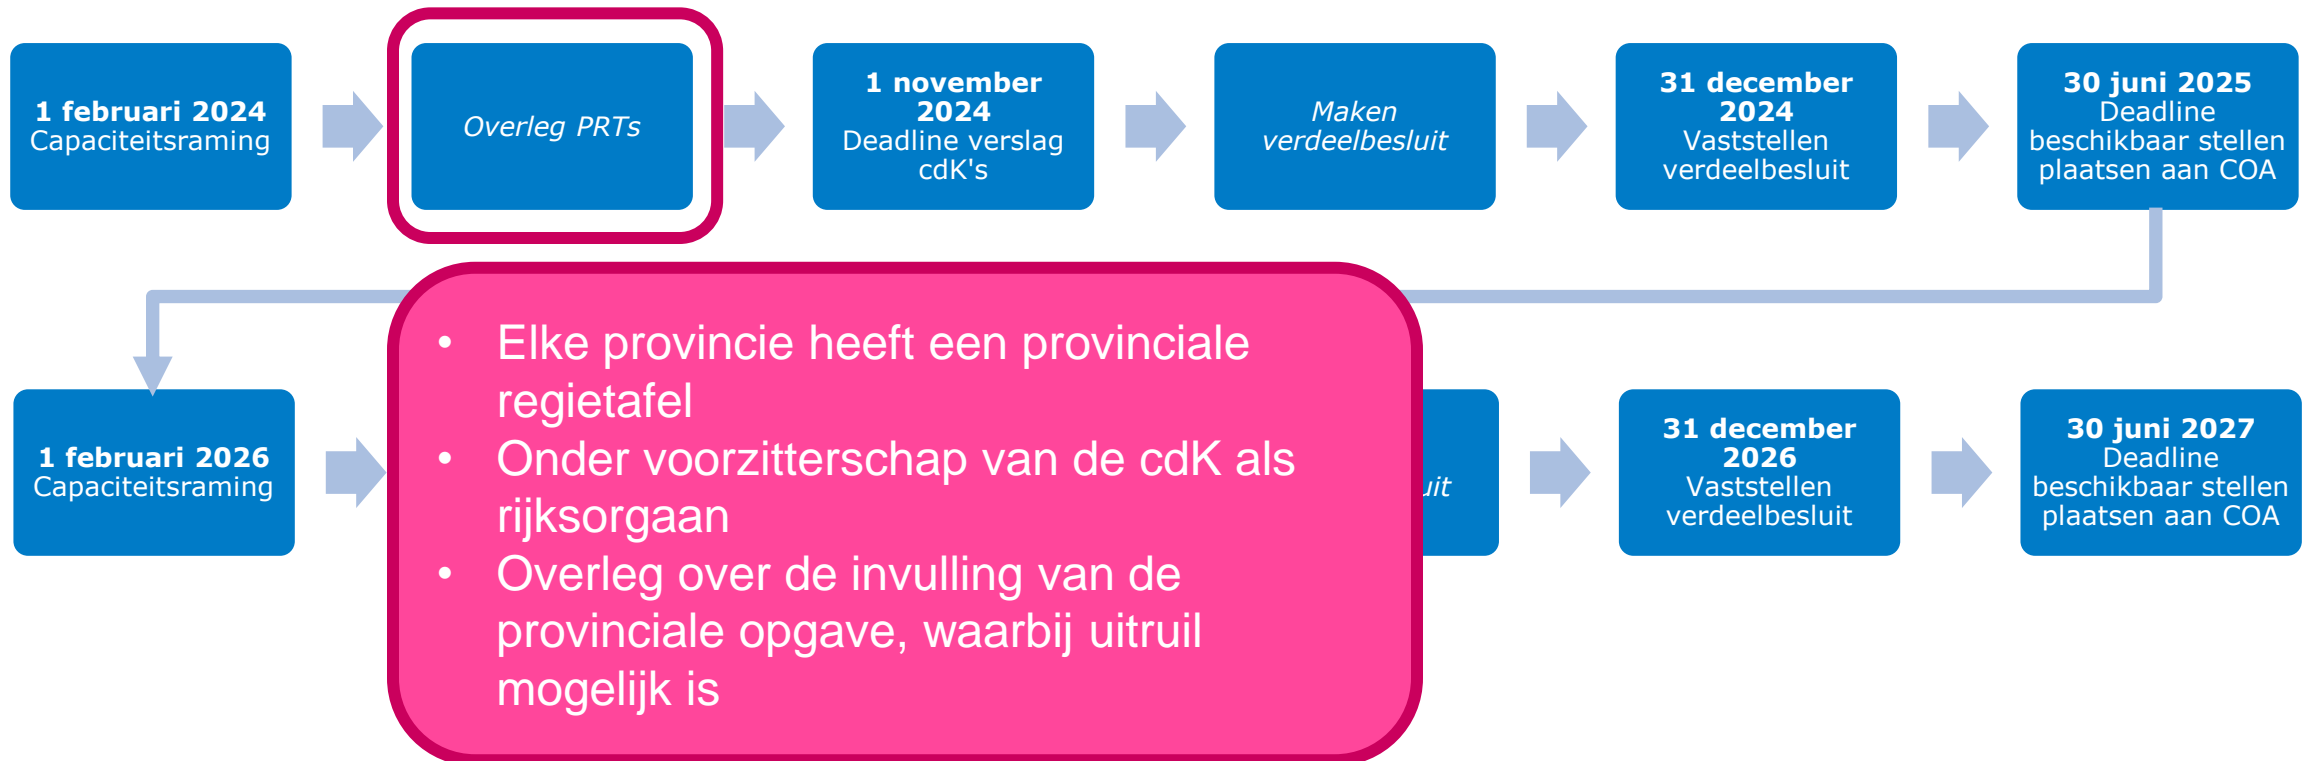 1 februari 2024
Capaciteitsraming
Overleg PRTs
1 november
2024
Deadline verslag
cdK's
Maken
verdeelbesluit
31 december
2024
Vaststellen
verdeelbesluit
30 juni 2025
Deadline
beschikbaar stellen
plaatsen aan COA
• Elke provincie heeft een provinciale
regietafel
• Onder voorzitterschap van de cdK als
rijksorgaan
• Overleg over de invulling van de
provinciale opgave, waarbij uitruil
mogelijk is
1 februari 2026
Capaciteitsraming
31 december
2026
Vaststellen
verdeelbesluit
30 juni 2027
Deadline
beschikbaar stellen
plaatsen aan COA